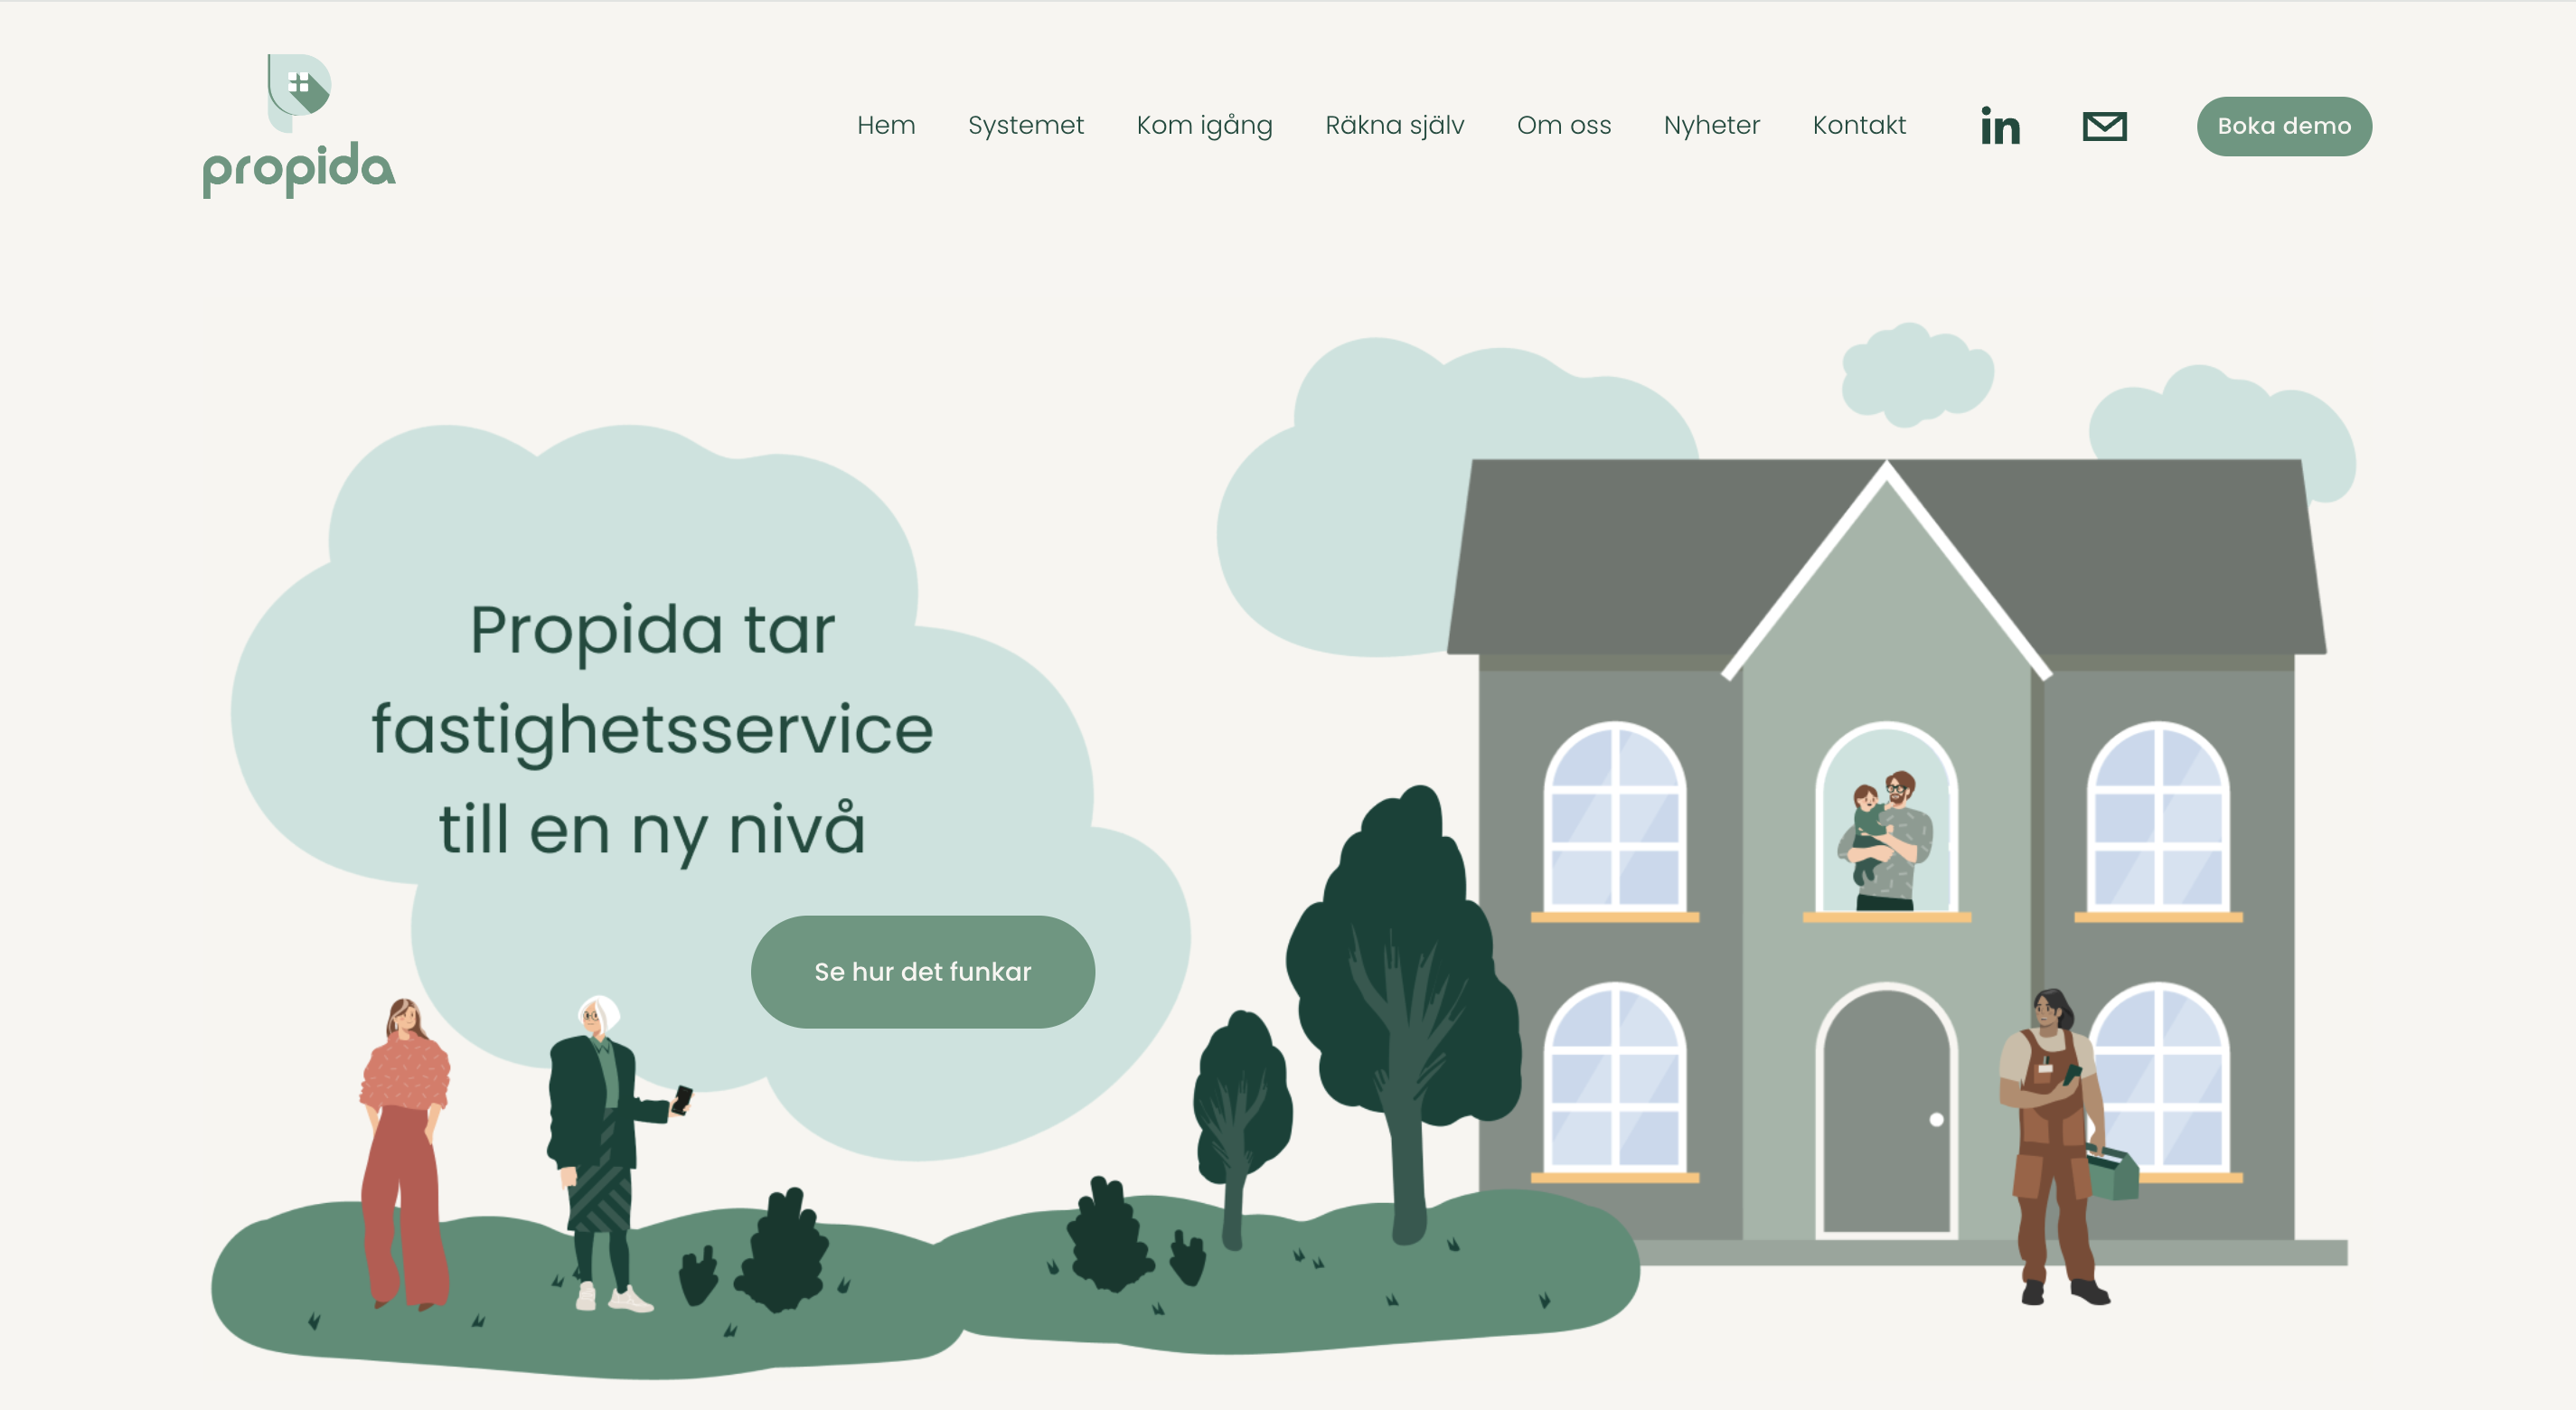 propida
Hem Systemet Kom igång Räkna själv Om oss Nyheter Kontakt in Boka demo
Propida tar
fastighetsservice
till en ny nivå
Se hur det funkar